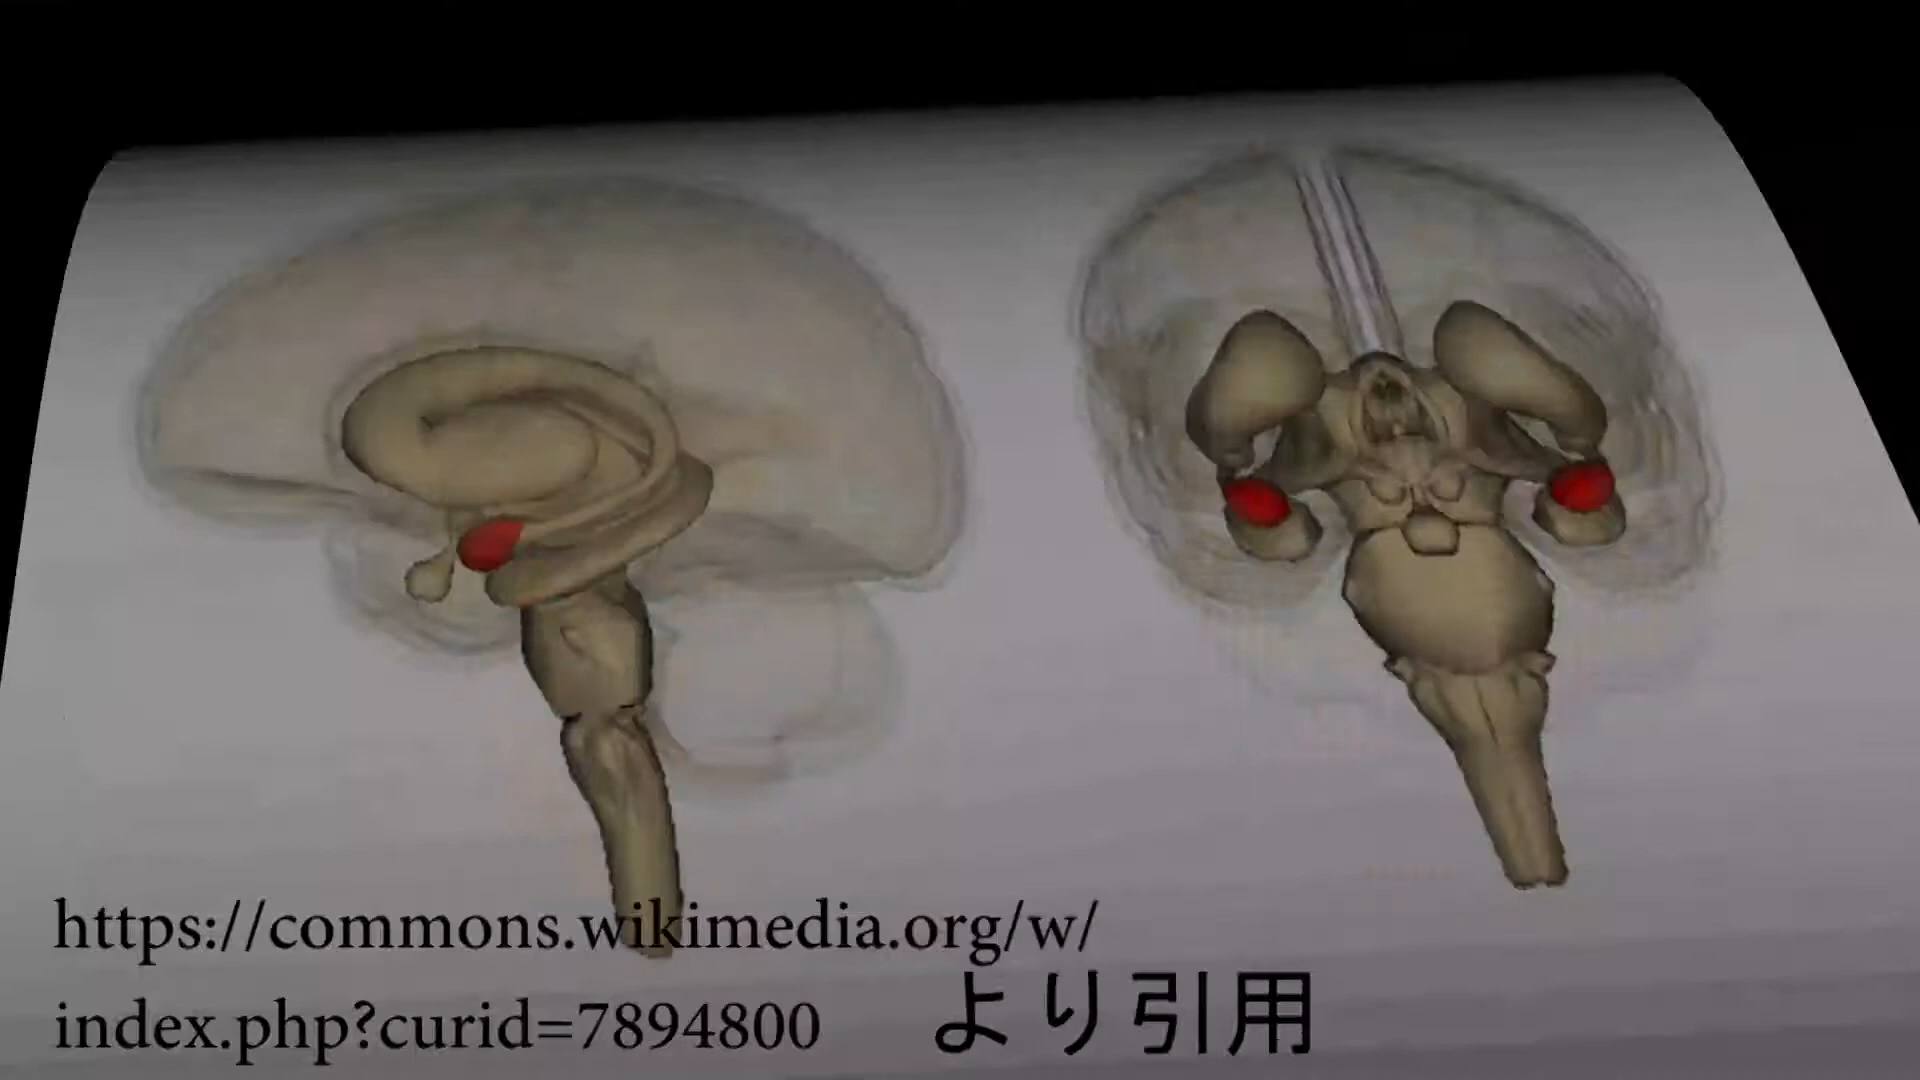 https://commons.wikimedia.org/w/
index.php?curid=7894800 より引用